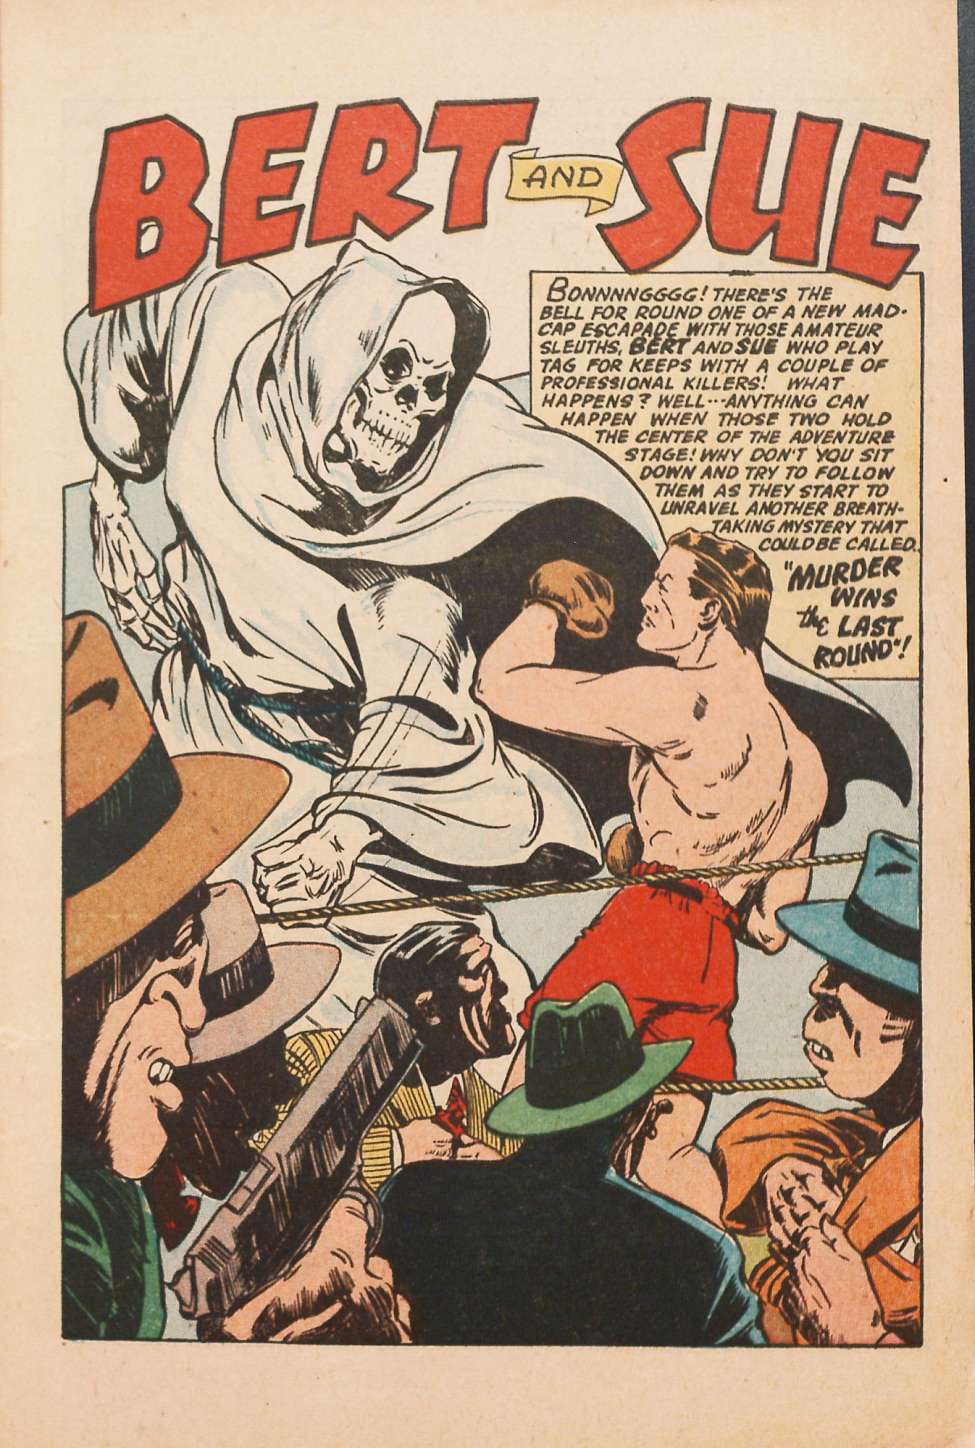 BERT AND SUE
BONNNNGGGG! THERE'S THE
BELL FOR ROUND ONE OF A NEW MAD-
CAP ESCAPADE WITH THOSE AMATEUR
SLEUTHS, BERT AND SUE WHO PLAY
TAG FOR KEEPS WITH A COUPLE OF
PROFESSIONAL KILLERS! WHAT
HAPPENS? WELL---ANYTHING CAN
HAPPEN WHEN THOSE TWO HOLD
THE CENTER OF THE ADVENTURE
STAGE! WHY DON'T YOU SIT
DOWN AND TRY TO FOLLOW
THEM AS THEY START TO
UNRAVEL ANOTHER BREATH-
TAKING MYSTERY THAT
COULD BE CALLED..
"MURDER
WINS
the LAST
ROUND"!